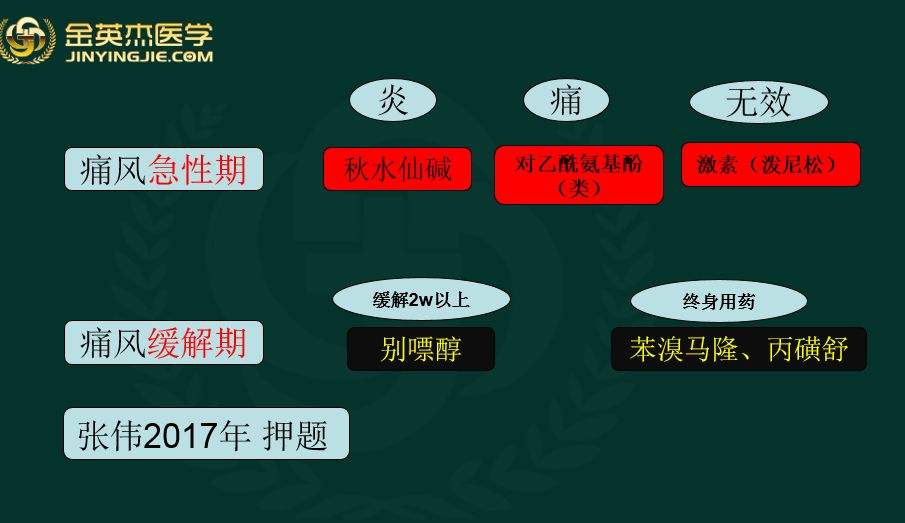 金英杰医学
JINYINGJIE.COM
炎
痛
无效
痛风急性期
秋水仙碱
对乙酰氨基酚
（类）
激素（泼尼松）
缓解2w以上
终身用药
痛风缓解期
别嘌醇
苯溴马隆、丙磺舒
张伟2017年 押题